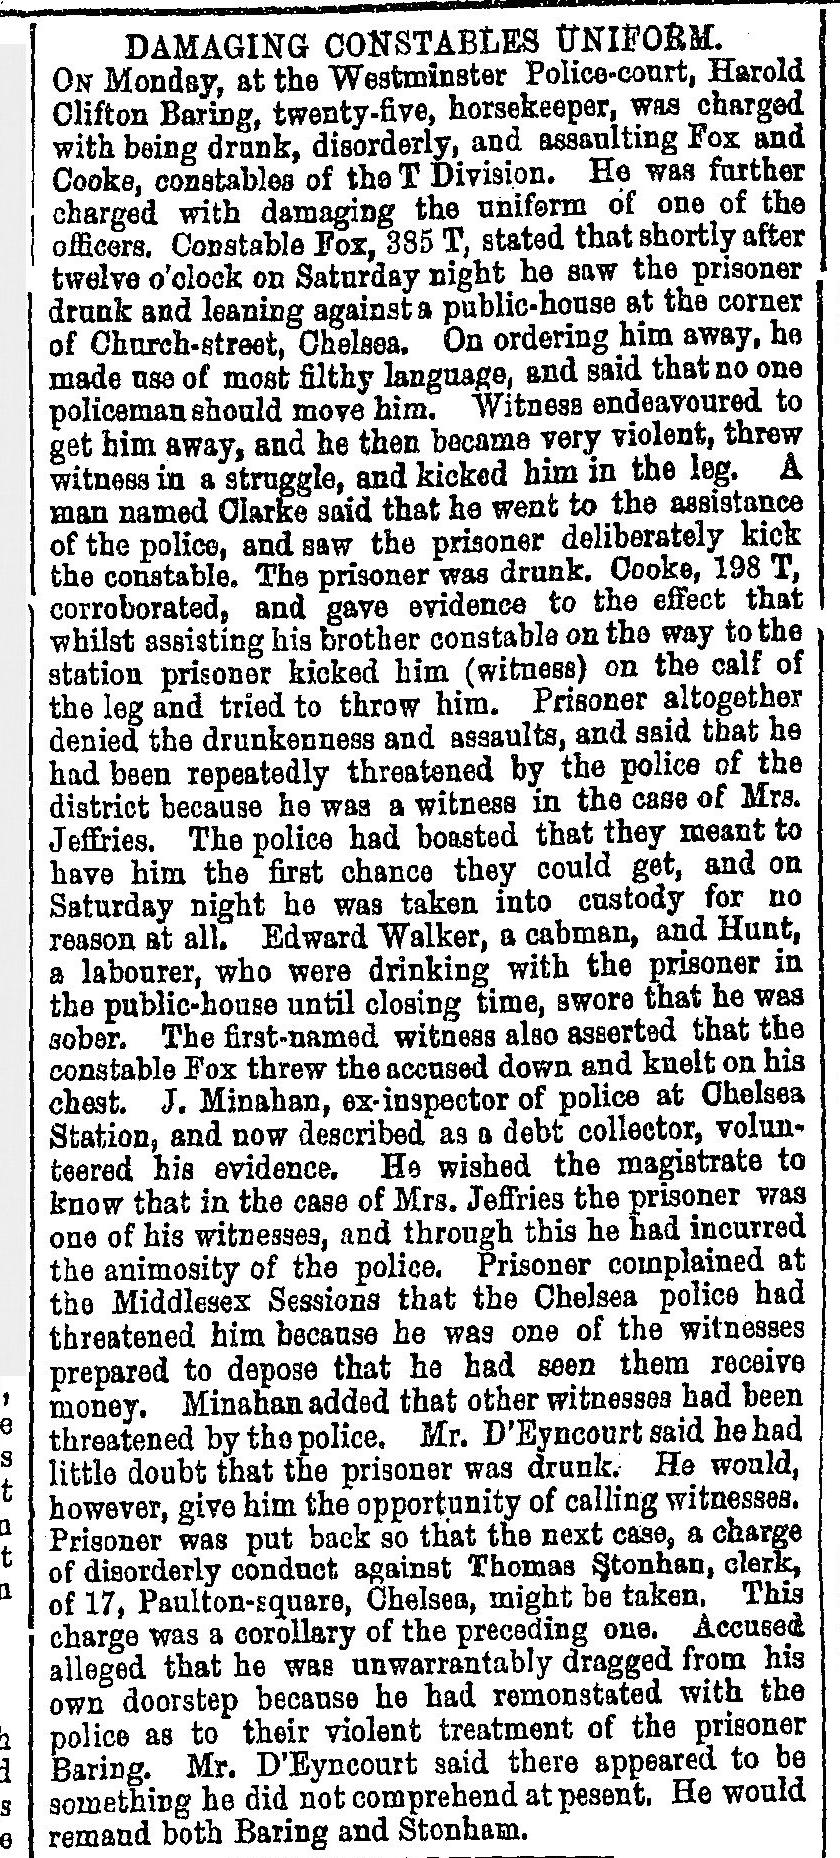 DAMAGING CONSTABLES UNIFORM.
ON Monday, at the Westminster Police-court, Harold
Clifton Baring, twenty-five, horsekeeper, was charged
with being drunk, disorderly, and assaulting Fox and
Cooke, constables of the T Division. He was further
charged with damaging the uniform of one of the
officers. Constable Fox, 385 T, stated that shortly after
twelve o'clock on Saturday night he saw the prisoner
drunk and leaning against a public-house at the corner
of Church-street, Chelsea. On ordering him away, he
made use of most filthy language, and said that no one
policeman should move him. Witness endeavoured to
get him away, and he then became very violent, threw
witness in a struggle, and kicked him in the leg. A
man named Clarke said that he went to the assistance
of the police, and saw the prisoner deliberately kick
the constable. The prisoner was drunk. Cooke, 198 T,
corroborated, and gave evidence to the effect that
whilst assisting his brother constable on the way to the
station prisoner kicked him (witness) on the calf of
the leg and tried to throw him. Prisoner altogether
denied the drunkenness and assaults, and said that he
had been repeatedly threatened by the police of the
district because he was a witness in the case of Mrs.
Jeffries. The police had boasted that they meant to
have him the first chance they could get, and on
Saturday night he was taken into custody for no
reason at all. Edward Walker, a cabman, and Hunt,
a labourer, who were drinking with the prisoner in
the public-house until closing time, swore that he was
sober. The first-named witness also asserted that the
constable Fox threw the accused down and knelt on his
chest. J. Minahan, ex-inspector of police at Chelsea
Station, and now described as a debt collector, volun-
teered his evidence. He wished the magistrate to
know that in the case of Mrs. Jeffries the prisoner was
one of his witnesses, and through this he had incurred
the animosity of the police. Prisoner complained at
the Middlesex Sessions that the Chelsea police had
threatened him because he was one of the witnesses
prepared to depose that he had seen them receive
money. Minahan added that other witnesses had been
threatened by the police. Mr. D'Eyncourt said he had
little doubt that the prisoner was drunk. He would,
however, give him the opportunity of calling witnesses.
Prisoner was put back so that the next case, a charge
of disorderly conduct against Thomas Stonhan, clerk,
of 17, Paulton-square, Chelsea, might be taken. This
charge was a corollary of the preceding one. Accused
alleged that he was unwarrantably dragged from his
own doorstep because he had remonstated with the
police as to their violent treatment of the prisoner
Baring. Mr. D'Eyncourt said there appeared to be
something he did not comprehend at pesent. He would
remand both Baring and Stonham.